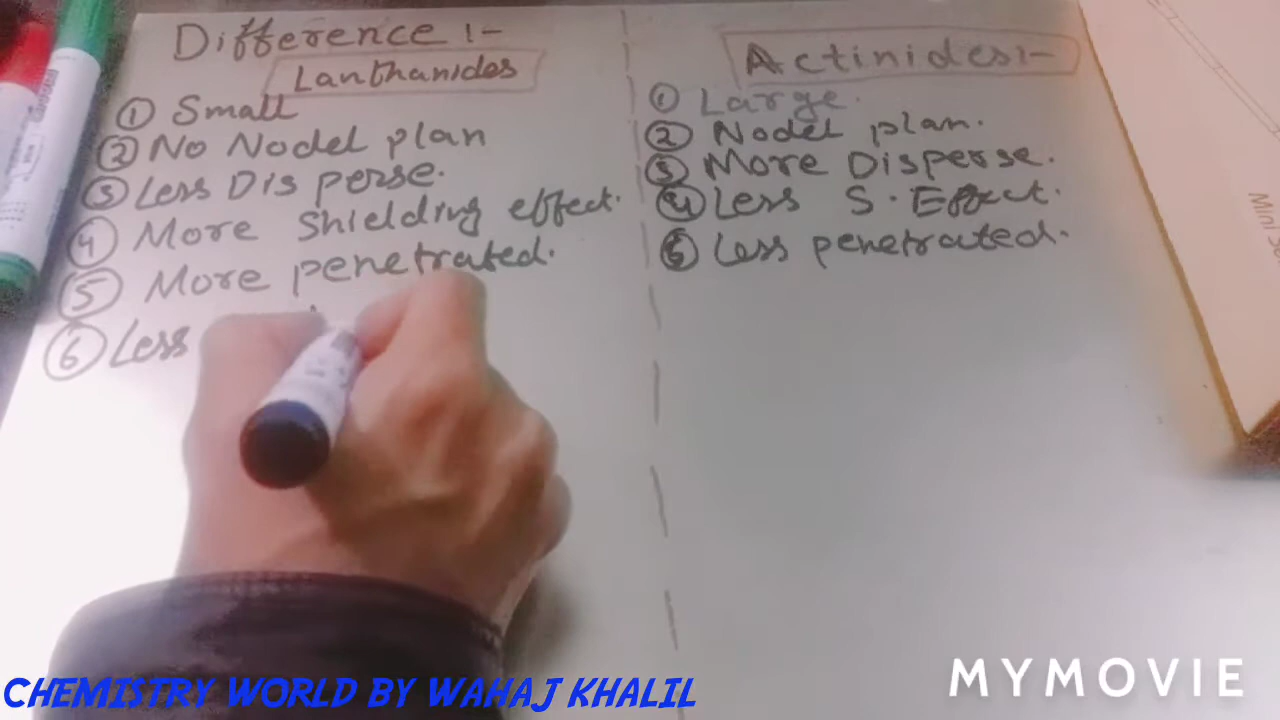 Difference :-
Lanthanides
① Small
② No Nodel plan
③ Less Disperse.
④ More Shielding effect.
⑤ More penetrated.
⑥ Less
Actinides:-
① Large.
② Nodel plan.
③ More Disperse.
④ Less S. Effect.
⑤ Less penetrated.
Mini
CHEMISTRY WORLD BY WAHAJ KHALIL
MYMOVIE